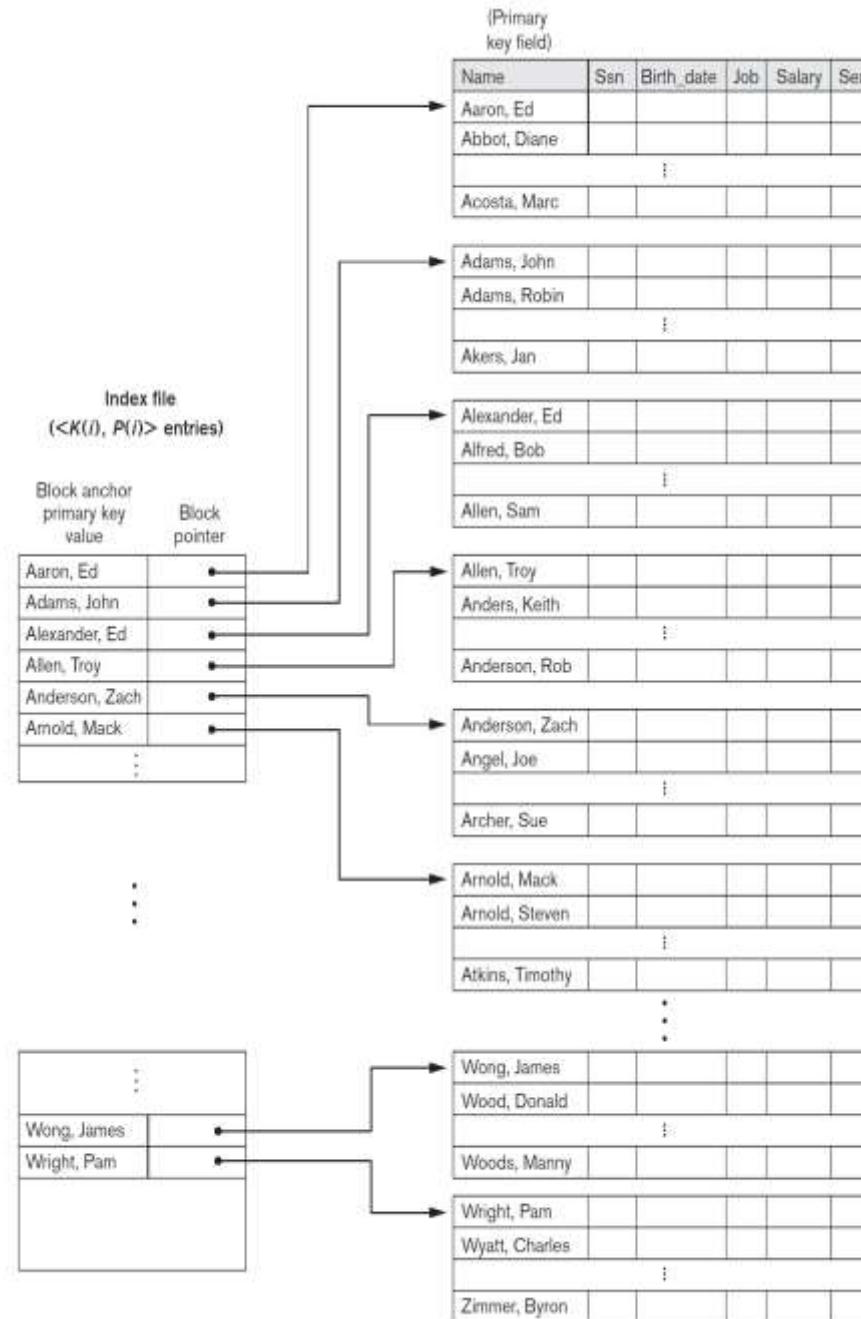 (Primary
key field)
Name Ssn Birth_date Job Salary
Aaron, Ed
Abbot, Diane
Acosta, Marc
Adams, John
Adams, Robin
Akers, Jan
Alexander, Ed
Alfred, Bob
Allen, Sam
Allen, Troy
Anders, Keith
Anderson, Rob
Anderson, Zach
Angel, Joe
Archer, Sue
Arnold, Mack
Arnold, Steven
Atkins, Timothy
Wong, James
Wood, Donald
Woods, Manny
Wright, Pam
Wyatt, Charles
Zimmer, Byron
Index file
(<K(i), P(i)> entries)
Block anchor
primary key
value
Block
pointer
Aaron, Ed
Adams, John
Alexander, Ed
Allen, Troy
Anderson, Zach
Arnold, Mack
Wong, James
Wright, Pam